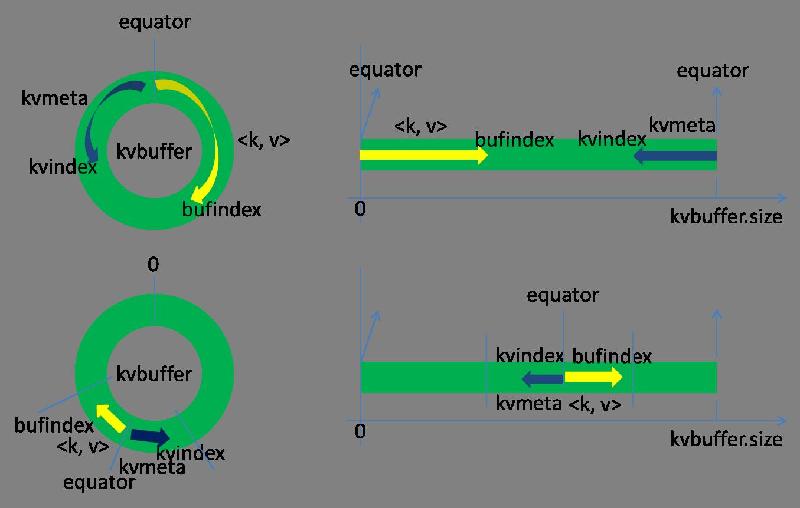 equator
kvmeta
kvbuffer
<k, v>
kvindex
bufindex
equator
equator
<k, v>
bufindex
kvindex
kvmeta
0
kvbuffer.size
0
kvbuffer
bufindex
<k, v>
kvindex
kvmeta
equator
equator
kvindex
bufindex
kvmeta
<k, v>
0
kvbuffer.size